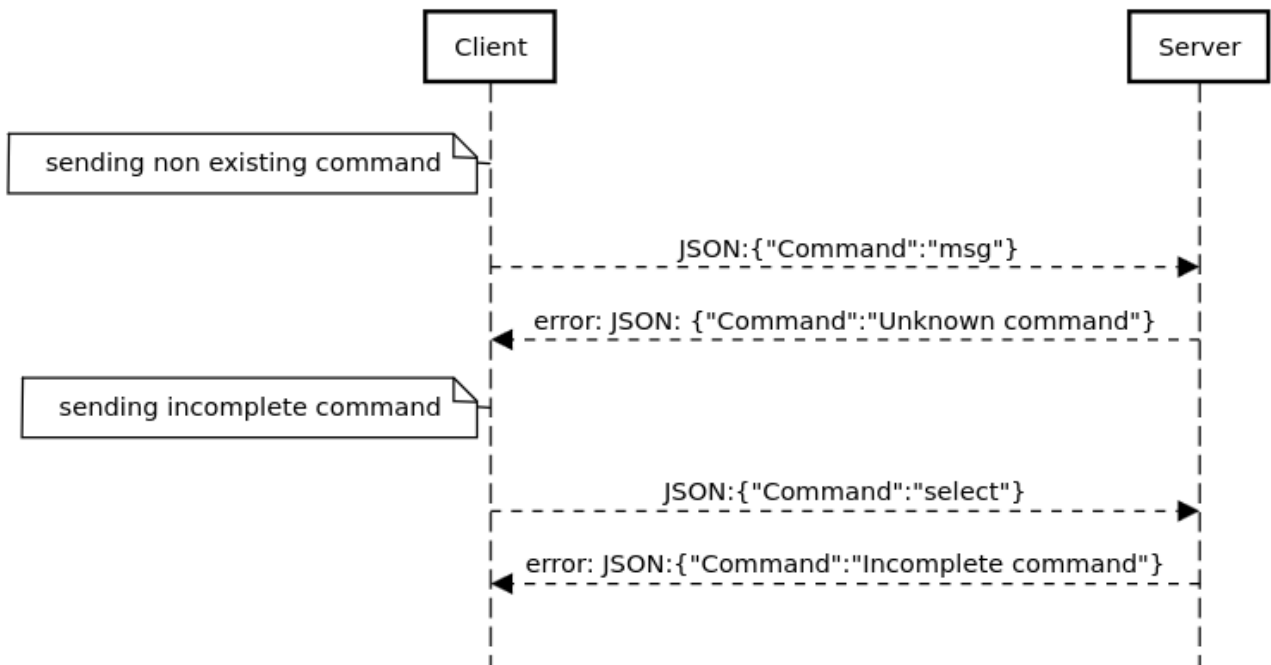 Client
Server
sending non existing command
JSON:{"Command":"msg"}
error: JSON: {"Command":"Unknown command"}
sending incomplete command
JSON:{"Command":"select"}
error: JSON:{"Command":"Incomplete command"}